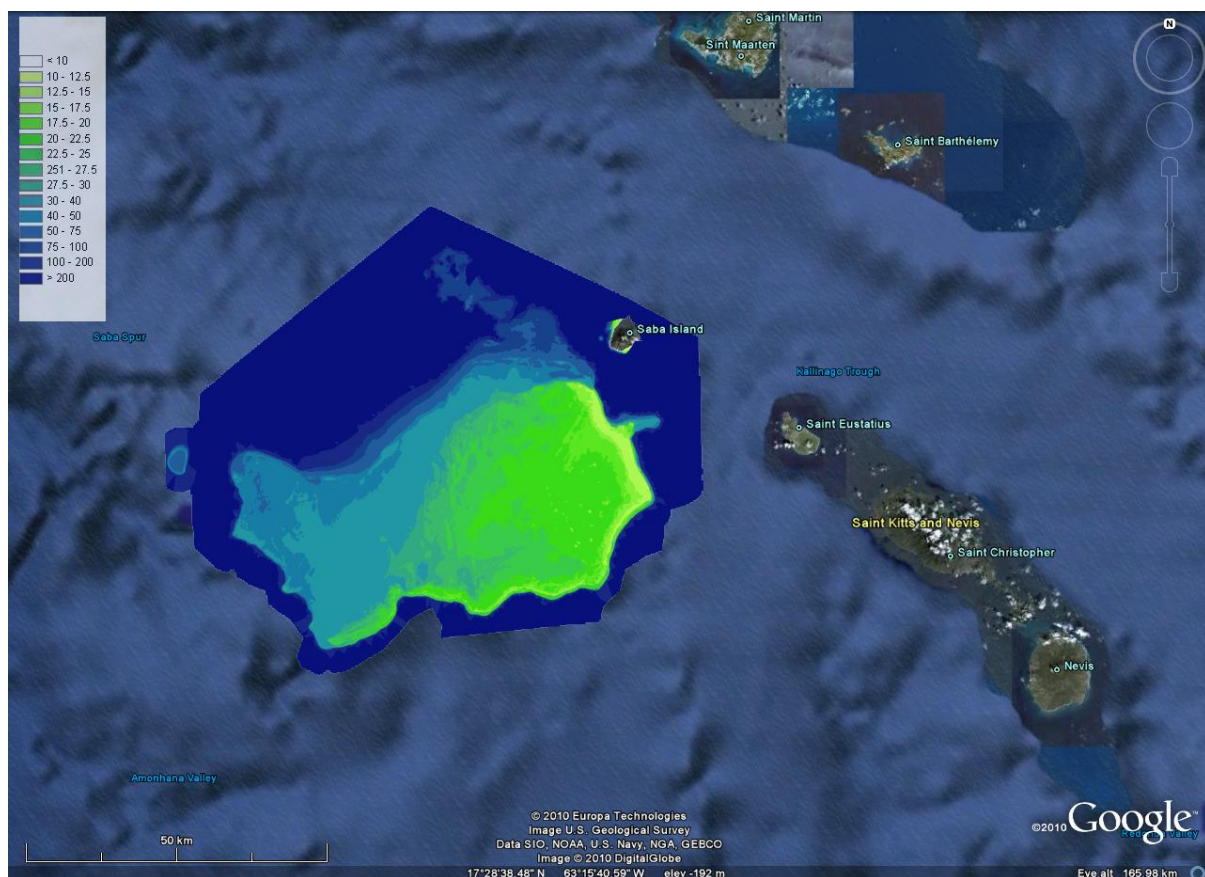 < 10
10 - 12.5
12.5 - 15
15 - 17.5
17.5 - 20
20 - 22.5
22.5 - 25
251 - 27.5
27.5 - 30
30 - 40
40 - 50
50 - 75
75 - 100
100 - 200
> 200
N
Saint Martin
Sint Maarten
Saint Barthélemy
Saba Island
Saba Spur
Kallinago Trough
Saint Eustatius
Saint Kitts and Nevis
Saint Christopher
Nevis
Amonhana Valley
50 km
© 2010 Europa Technologies
Image U.S. Geological Survey
Data SIO, NOAA, U.S. Navy, NGA, GEBCO
Image © 2010 DigitalGlobe
©2010 Google™
Valley
17°28'38.48" N 63°15'40.59" W elev -192 m
Eye alt 165.98 km